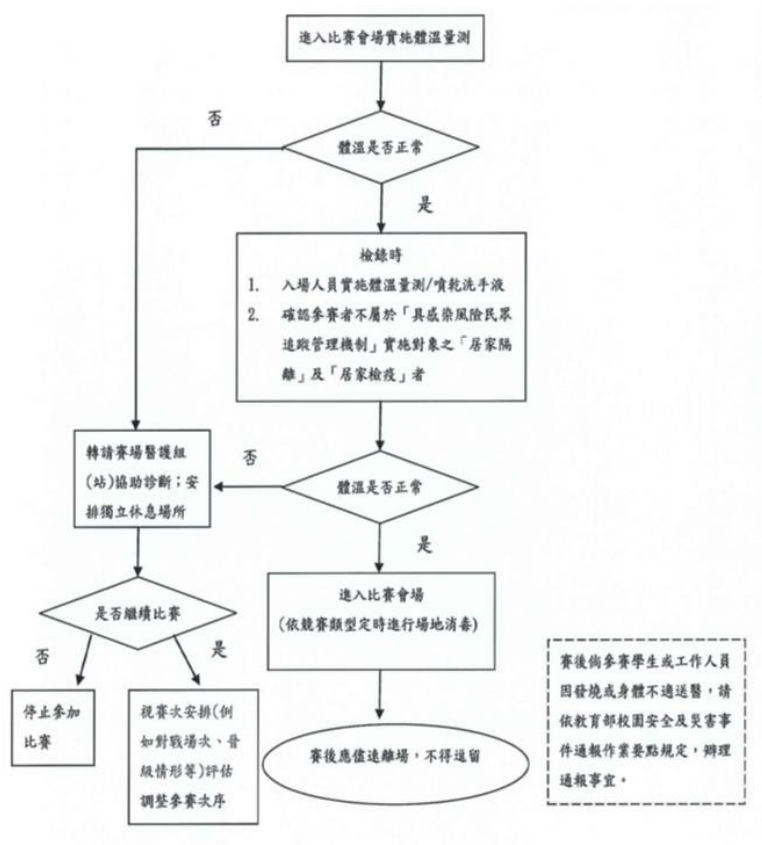 進入比賽會場實施體溫量測
否
體溫是否正常
是
檢錄時
1. 入場人員實施體溫量測/噴乾洗手液
2. 確認參賽者不屬於「具感染風險民眾
追蹤管理機制」實施對象之「居家隔
離」及「居家檢疫」者
轉請賽場醫護組
(站)協助診斷；安
排獨立休息場所
否
體溫是否正常
是
進入比賽會場
(依競賽類型定時進行場地消毒)
是否繼續比賽
否
是
停止參加
比賽
視賽次安排(例
如對戰場次、晉
級情形等)評估
調整參賽次序
賽後應儘速離場，不得逗留
賽後倘參賽學生或工作人員
因發燒或身體不適送醫，請
依教育部校園安全及災害事
件通報作業要點規定，辦理
通報事宜。